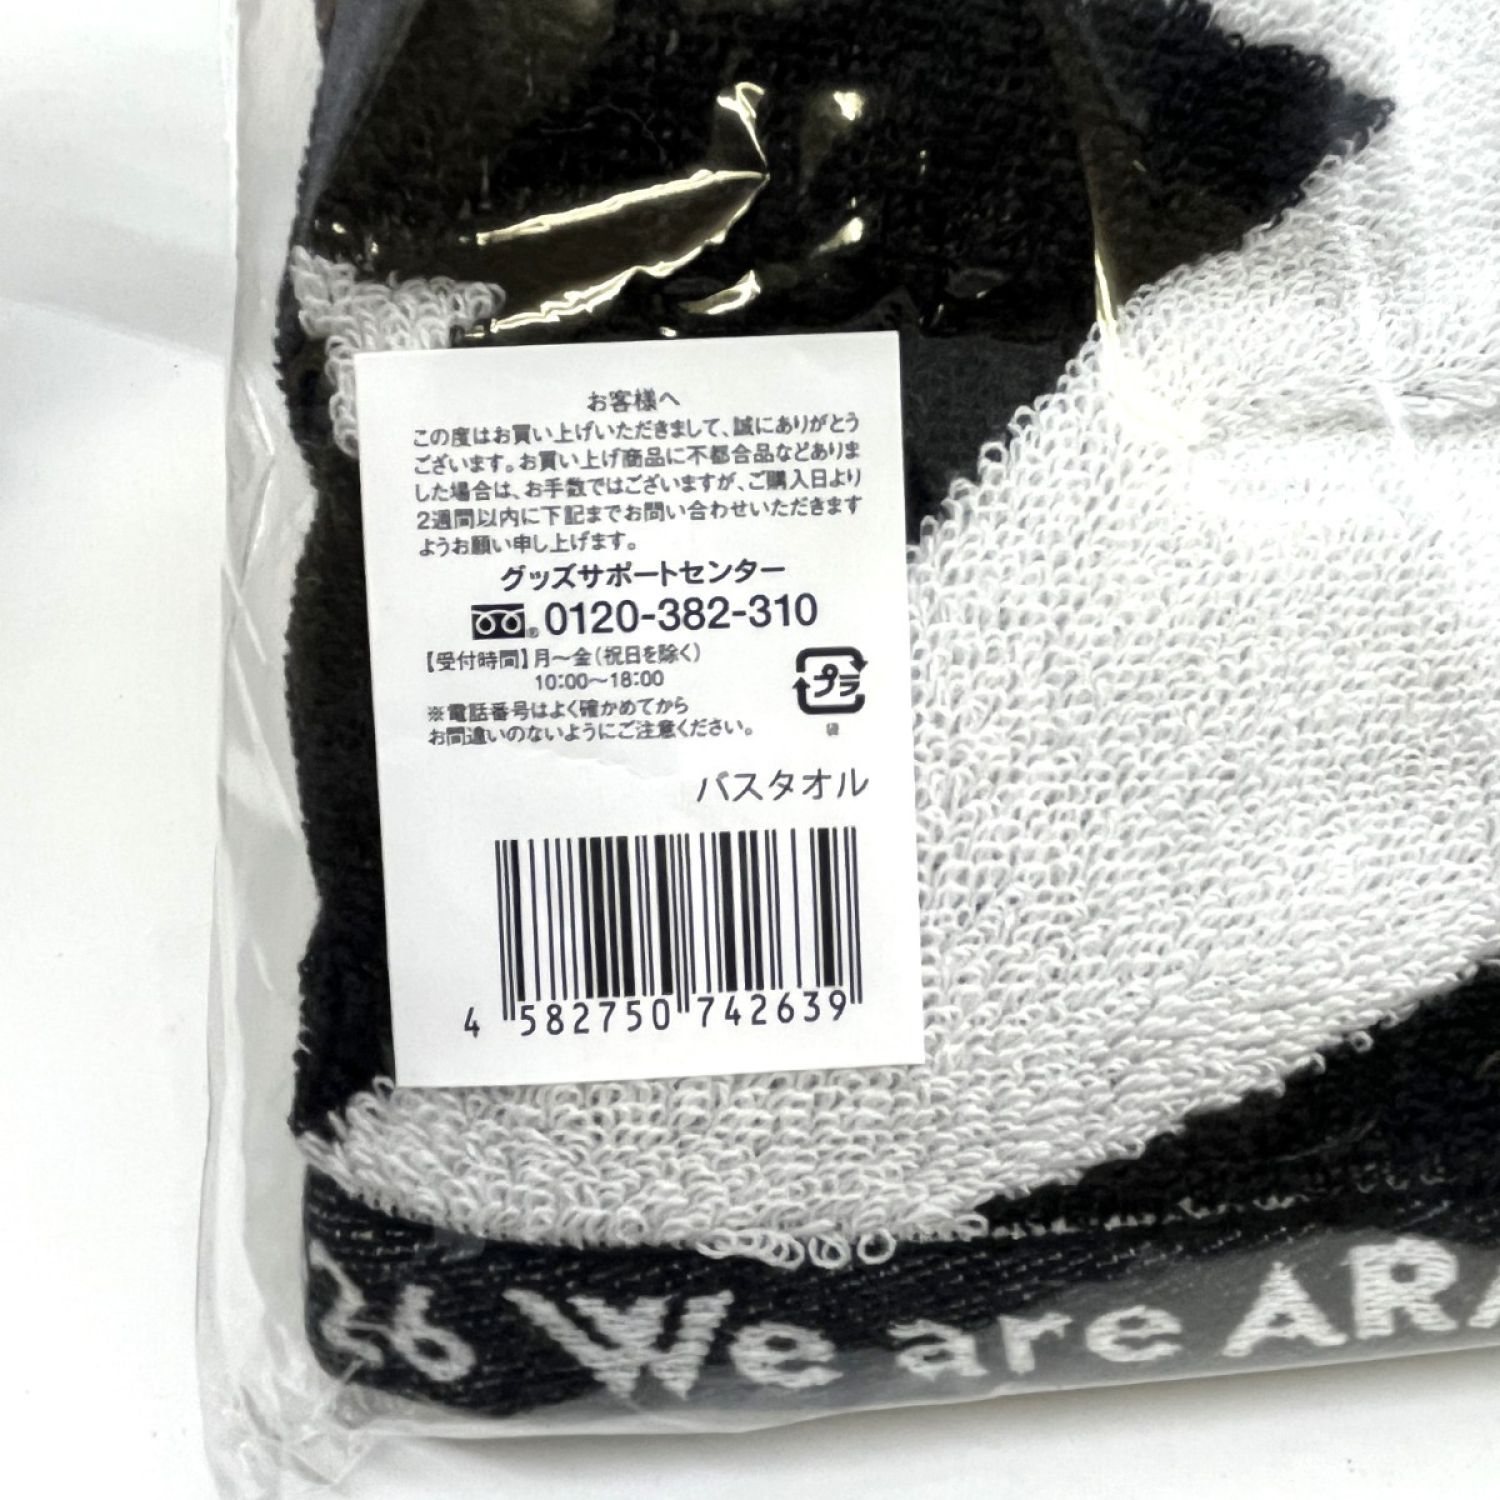 お客様へ
この度はお買い上げいただきまして、誠にありがとう
ございます。お買い上げ商品に不都合品などありま
した場合は、お手数ではございますが、ご購入日より
2週間以内に下記までお問い合わせいただきます
ようお願い申し上げます。
グッズサポートセンター
0120-382-310
【受付時間】月〜金(祝日を除く)
10:00〜18:00
※電話番号はよく確かめてから
お間違いのないようにご注意ください。
プラ
袋
バスタオル
4 582750 742639
We are ARA